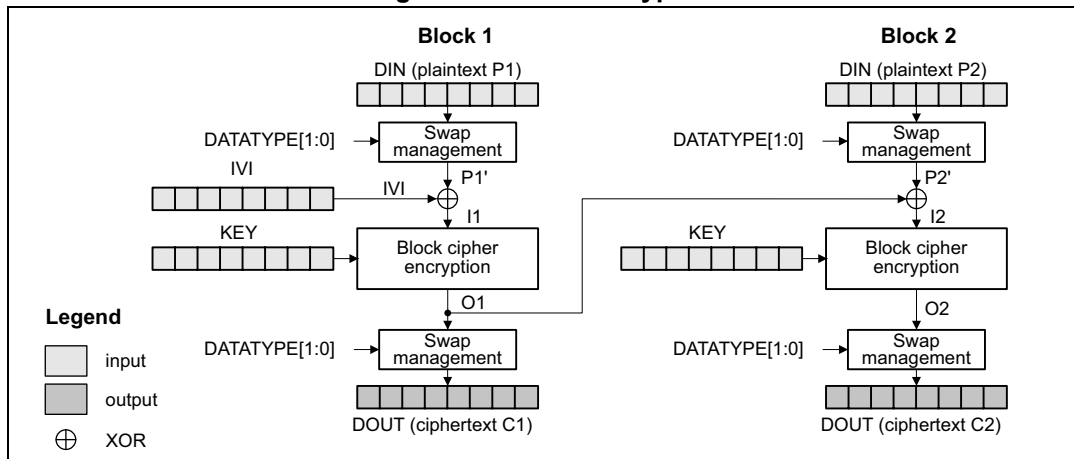 Block 1
DIN (plaintext P1)
DATATYPE[1:0]
Swap
management
IVI
IVI
P1'
I1
KEY
Block cipher
encryption
O1
DATATYPE[1:0]
Swap
management
DOUT (ciphertext C1)
Block 2
DIN (plaintext P2)
DATATYPE[1:0]
Swap
management
P2'
I2
KEY
Block cipher
encryption
O2
DATATYPE[1:0]
Swap
management
DOUT (ciphertext C2)
Legend
input
output
XOR